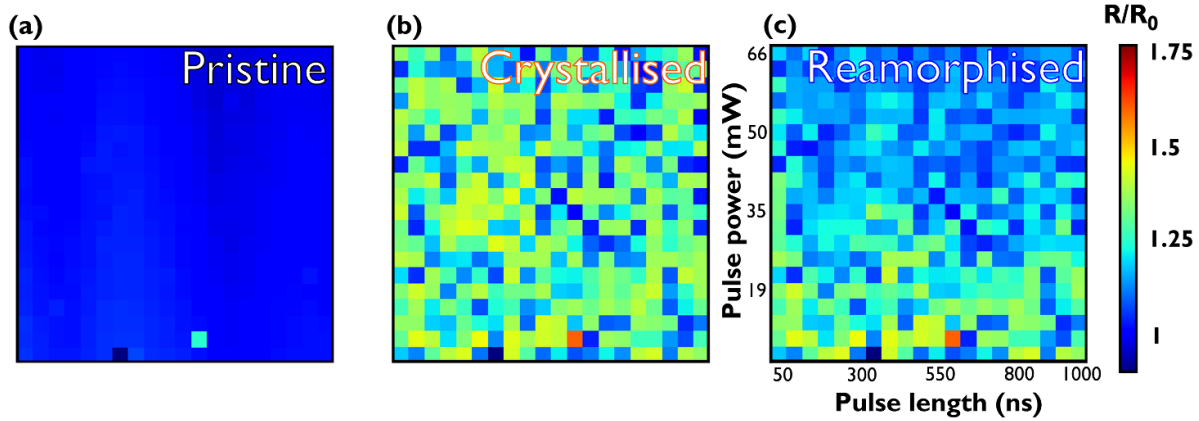 (a)
Pristine
(b)
Crystallised
(c)
Reamorphised
66
50
35
19
Pulse power (mW)
50 300 550 800 1000
Pulse length (ns)
R/R0
1.75
1.5
1.25
1